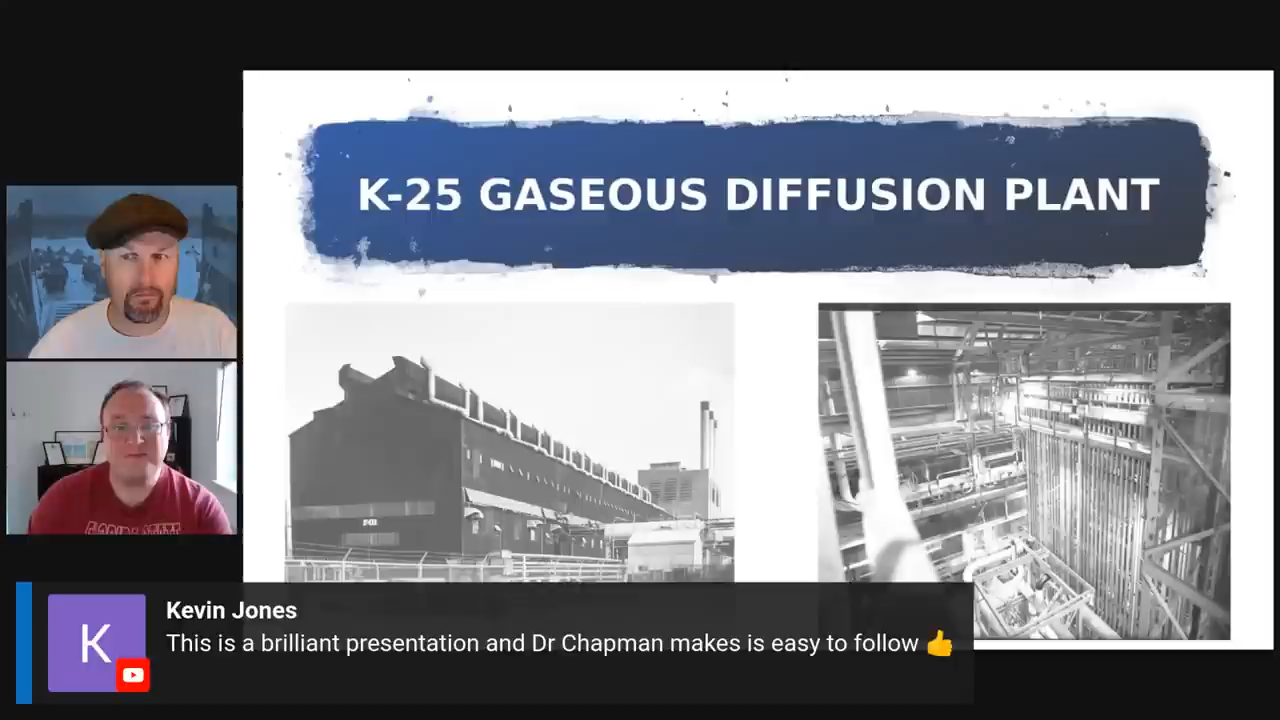 K-25 GASEOUS DIFFUSION PLANT
K
Kevin Jones
This is a brilliant presentation and Dr Chapman makes is easy to follow 👍